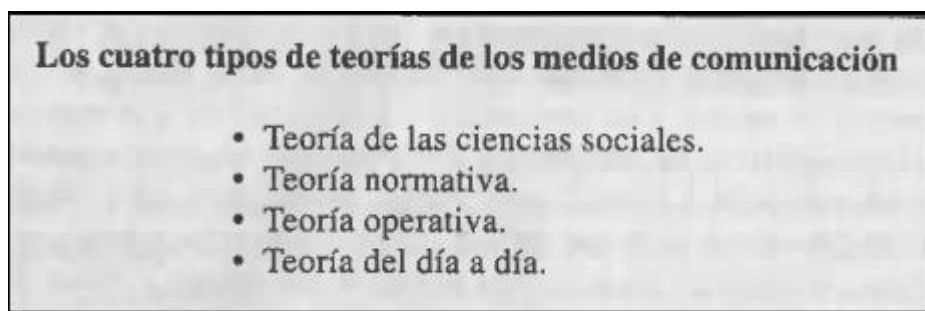 Los cuatro tipos de teorías de los medios de comunicación
• Teoría de las ciencias sociales.
• Teoría normativa.
• Teoría operativa.
• Teoría del día a día.